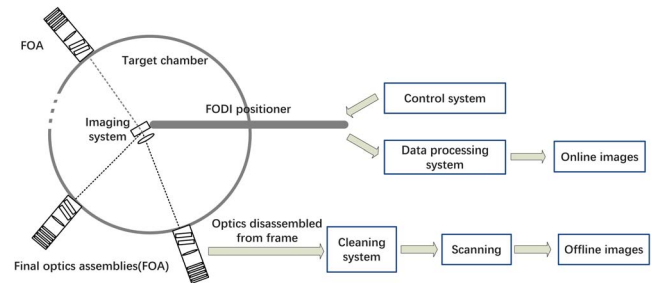 FOA
Target chamber
FODI positioner
Imaging
system
Control system
Data processing
system
Online images
Optics disassembled
from frame
Cleaning
system
Scanning
Offline images
Final optics assemblies(FOA)